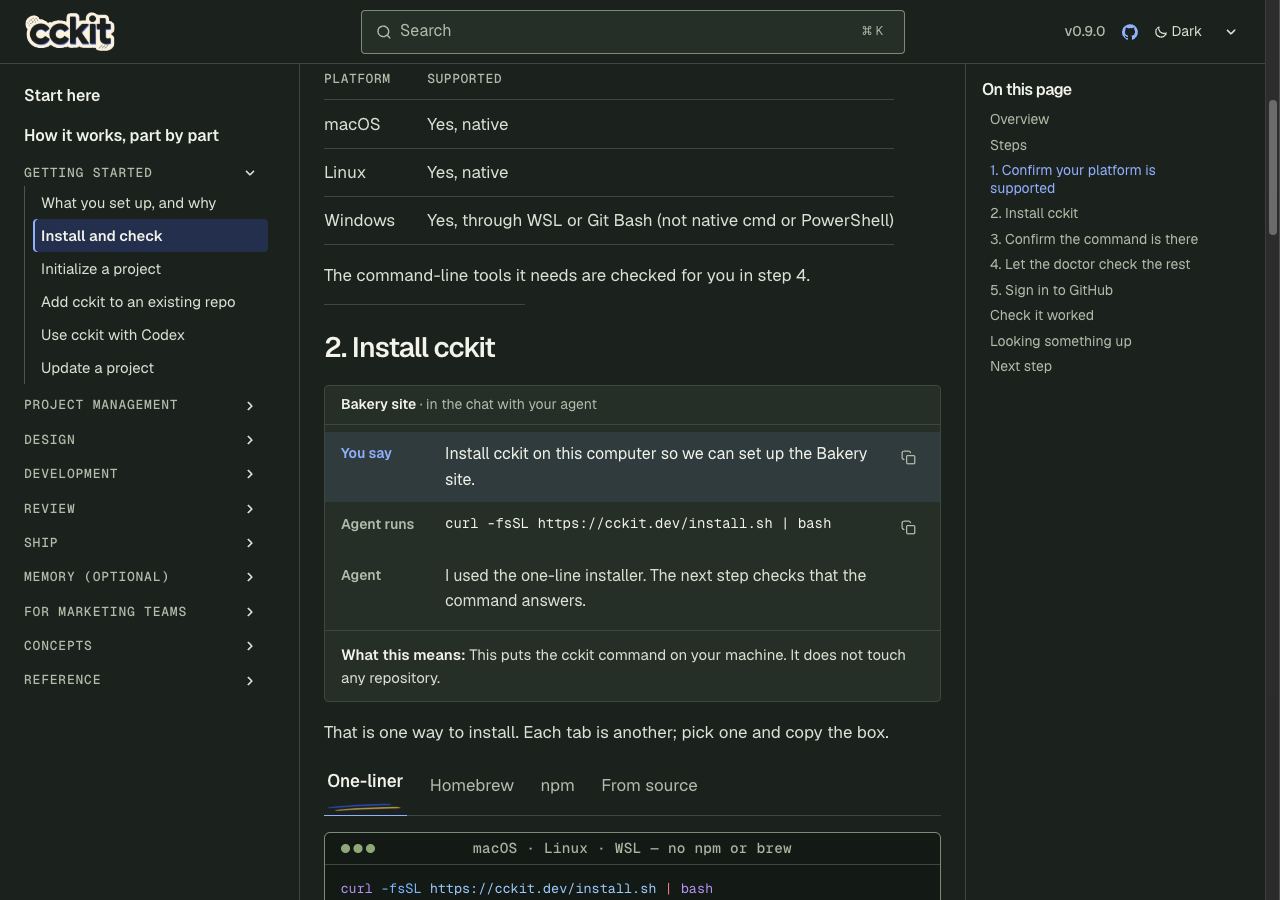 cckit
Search
⌘ K
v0.9.0
Dark
Start here
How it works, part by part
GETTING STARTED
What you set up, and why
Install and check
Initialize a project
Add cckit to an existing repo
Use cckit with Codex
Update a project
PROJECT MANAGEMENT
DESIGN
DEVELOPMENT
REVIEW
SHIP
MEMORY (OPTIONAL)
FOR MARKETING TEAMS
CONCEPTS
REFERENCE
PLATFORM SUPPORTED
macOS Yes, native
Linux Yes, native
Windows Yes, through WSL or Git Bash (not native cmd or PowerShell)
The command-line tools it needs are checked for you in step 4.
2. Install cckit
Bakery site · in the chat with your agent
You say Install cckit on this computer so we can set up the Bakery
site.
Agent runs curl -fsSL https://cckit.dev/install.sh | bash
Agent I used the one-line installer. The next step checks that the
command answers.
What this means: This puts the cckit command on your machine. It does not touch
any repository.
That is one way to install. Each tab is another; pick one and copy the box.
One-liner Homebrew npm From source
macOS · Linux · WSL — no npm or brew
curl -fsSL https://cckit.dev/install.sh | bash
On this page
Overview
Steps
1. Confirm your platform is
supported
2. Install cckit
3. Confirm the command is there
4. Let the doctor check the rest
5. Sign in to GitHub
Check it worked
Looking something up
Next step